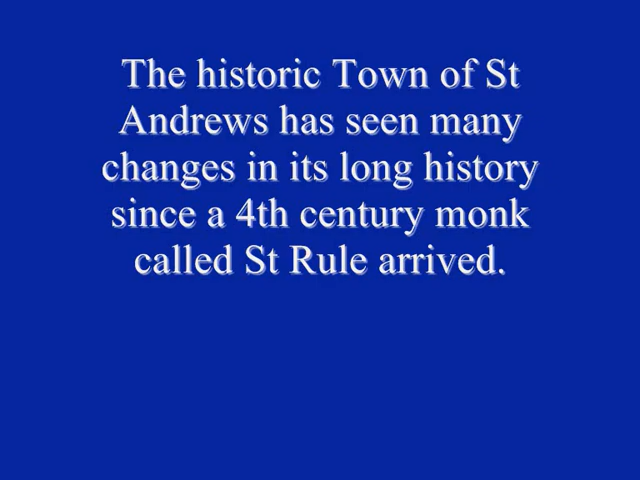 The historic Town of St
Andrews has seen many
changes in its long history
since a 4th century monk
called St Rule arrived.